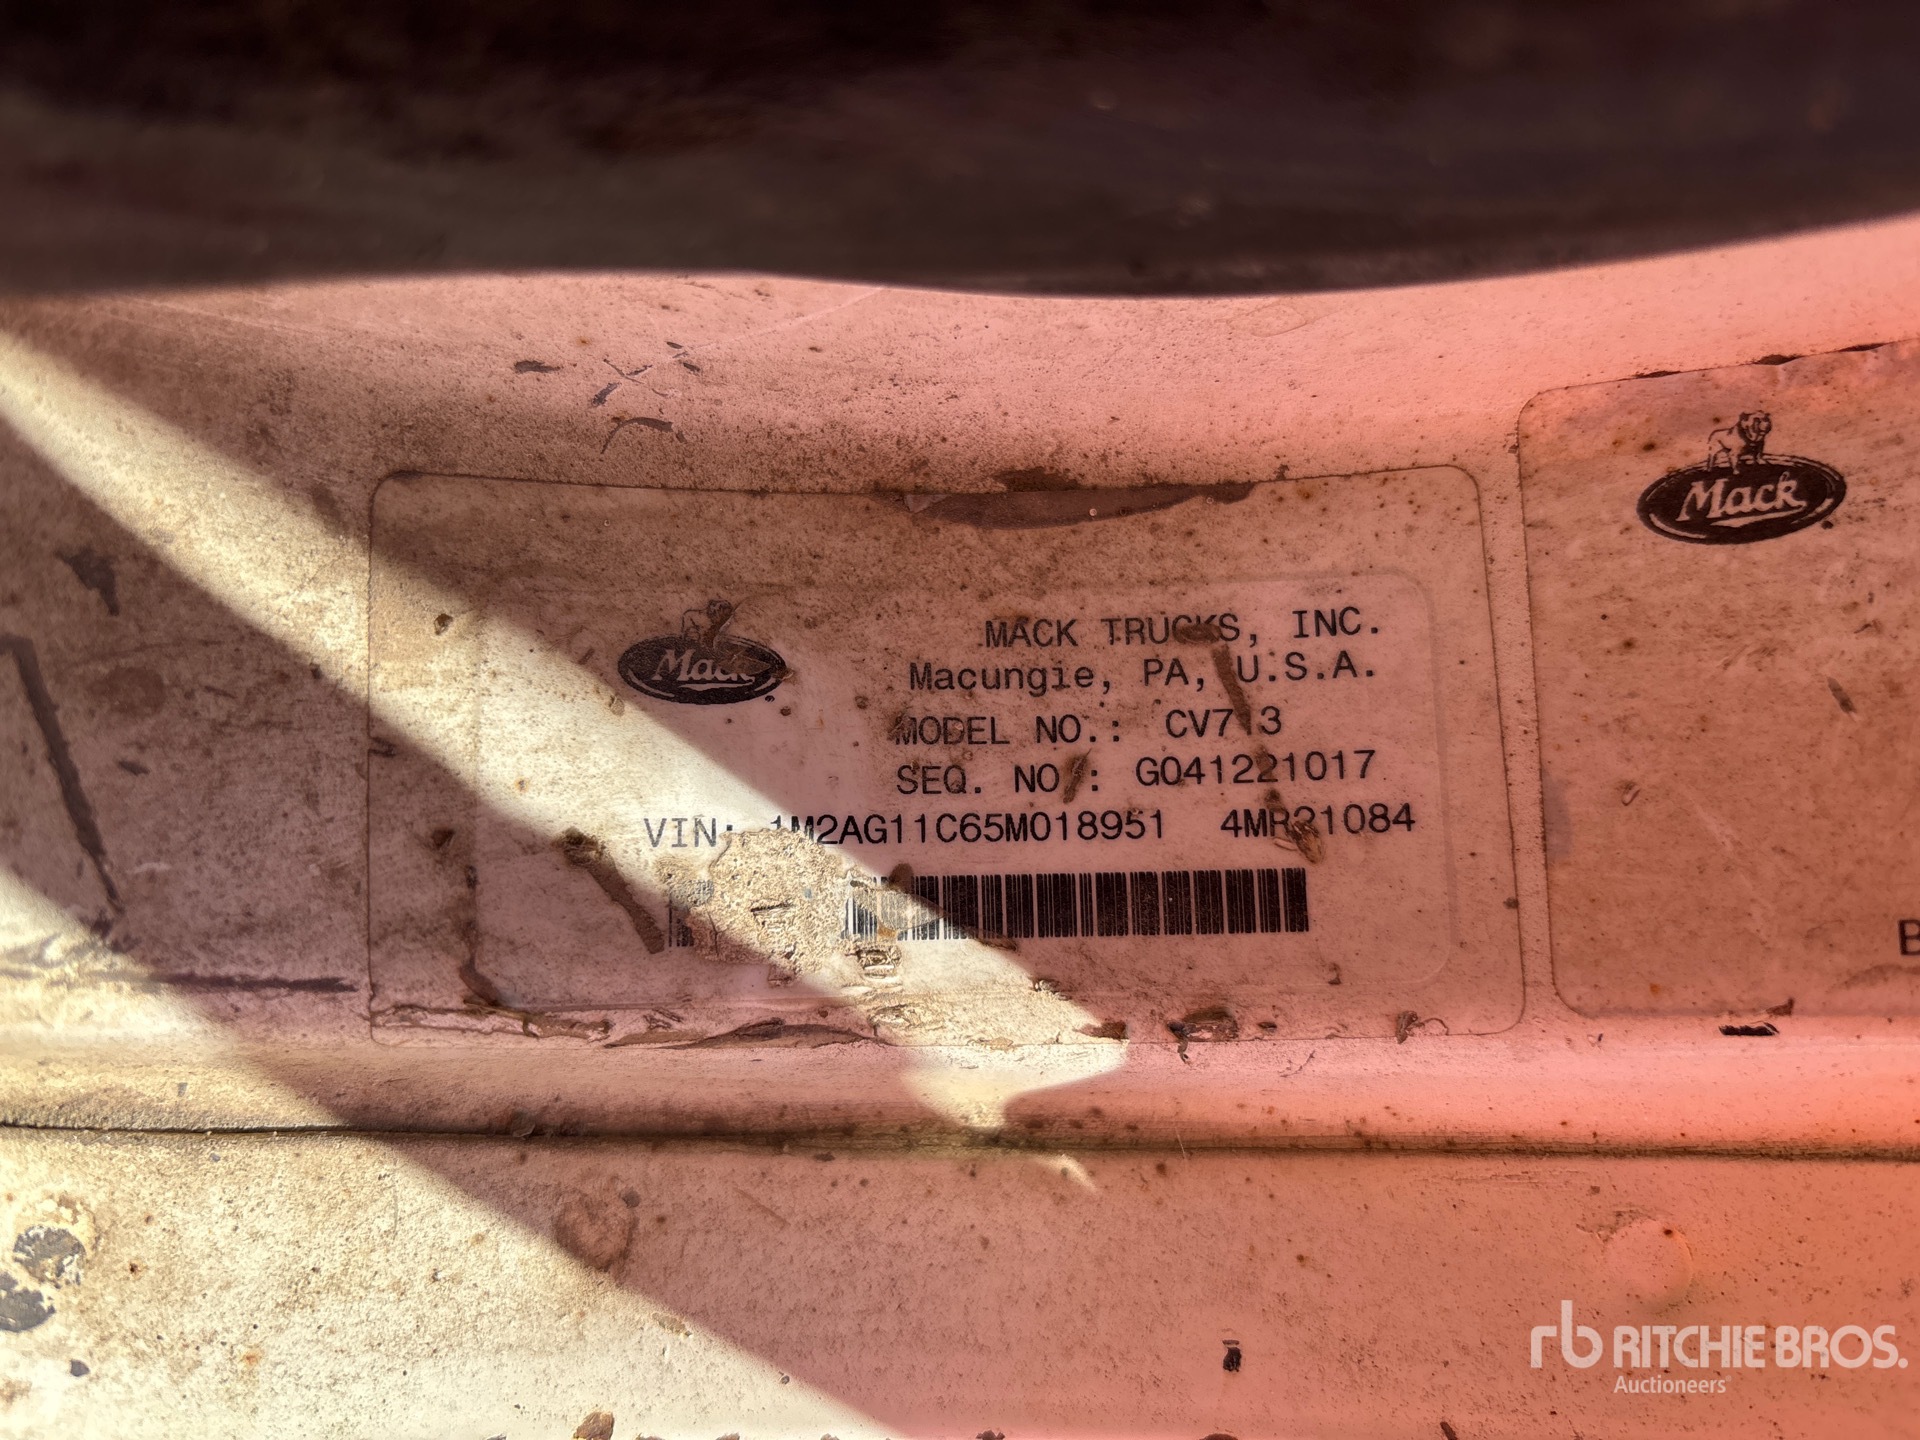 Mack
MACK TRUCKS, INC.
Macungie, PA, U.S.A.
MODEL NO.: CV713
SEQ. NO.: G041221017
VIN: 1M2AG11C65M018951 4MR21084
Mack
B
rb RITCHIE BROS.
Auctioneers